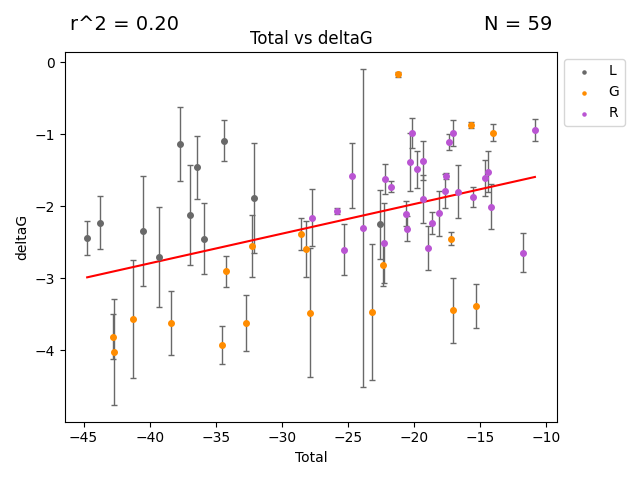 r^2 = 0.20 N = 59
Total vs deltaG
L
G
R
deltaG
0
−1
−2
−3
−4
−45 −40 −35 −30 −25 −20 −15 −10
Total